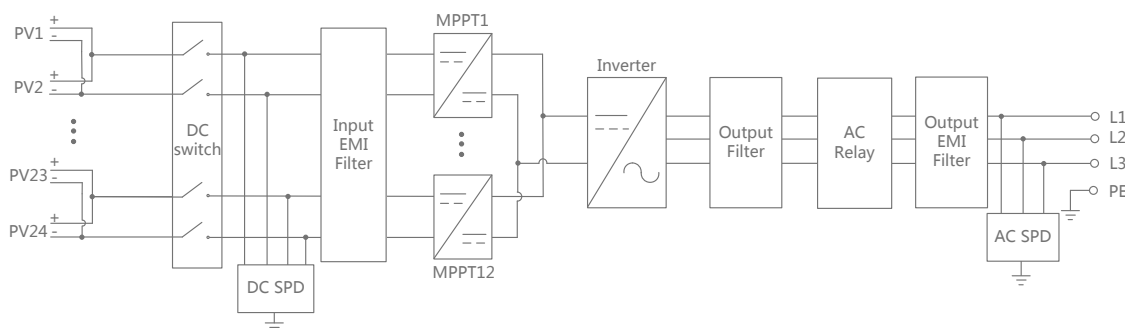 PV1
+
-
PV2
+
-
PV23
+
-
PV24
+
-
DC
switch
DC SPD
Input
EMI
Filter
MPPT1
MPPT12
Inverter
Output
Filter
AC
Relay
Output
EMI
Filter
AC SPD
L1
L2
L3
PE